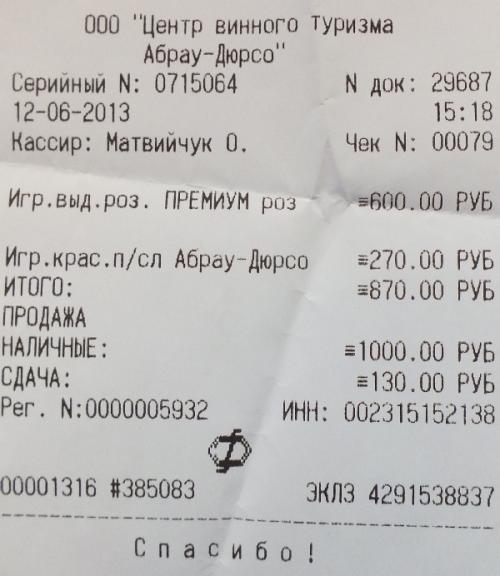 ООО "Центр винного туризма
Абрау-Дюрсо"
Серийный N: 0715064 N док: 29687
12-06-2013 15:18
Кассир: Матвийчук О. Чек N: 00079
Игр.выд.роз. ПРЕМИУМ роз ≡600.00 РУБ
Игр.крас.п/сл Абрау-Дюрсо ≡270.00 РУБ
ИТОГО: ≡870.00 РУБ
ПРОДАЖА
НАЛИЧНЫЕ: ≡1000.00 РУБ
СДАЧА: ≡130.00 РУБ
Рег. N:0000005932 ИНН: 002315152138
00001316 #385083 ЭКЛЗ 4291538837
Спасибо!